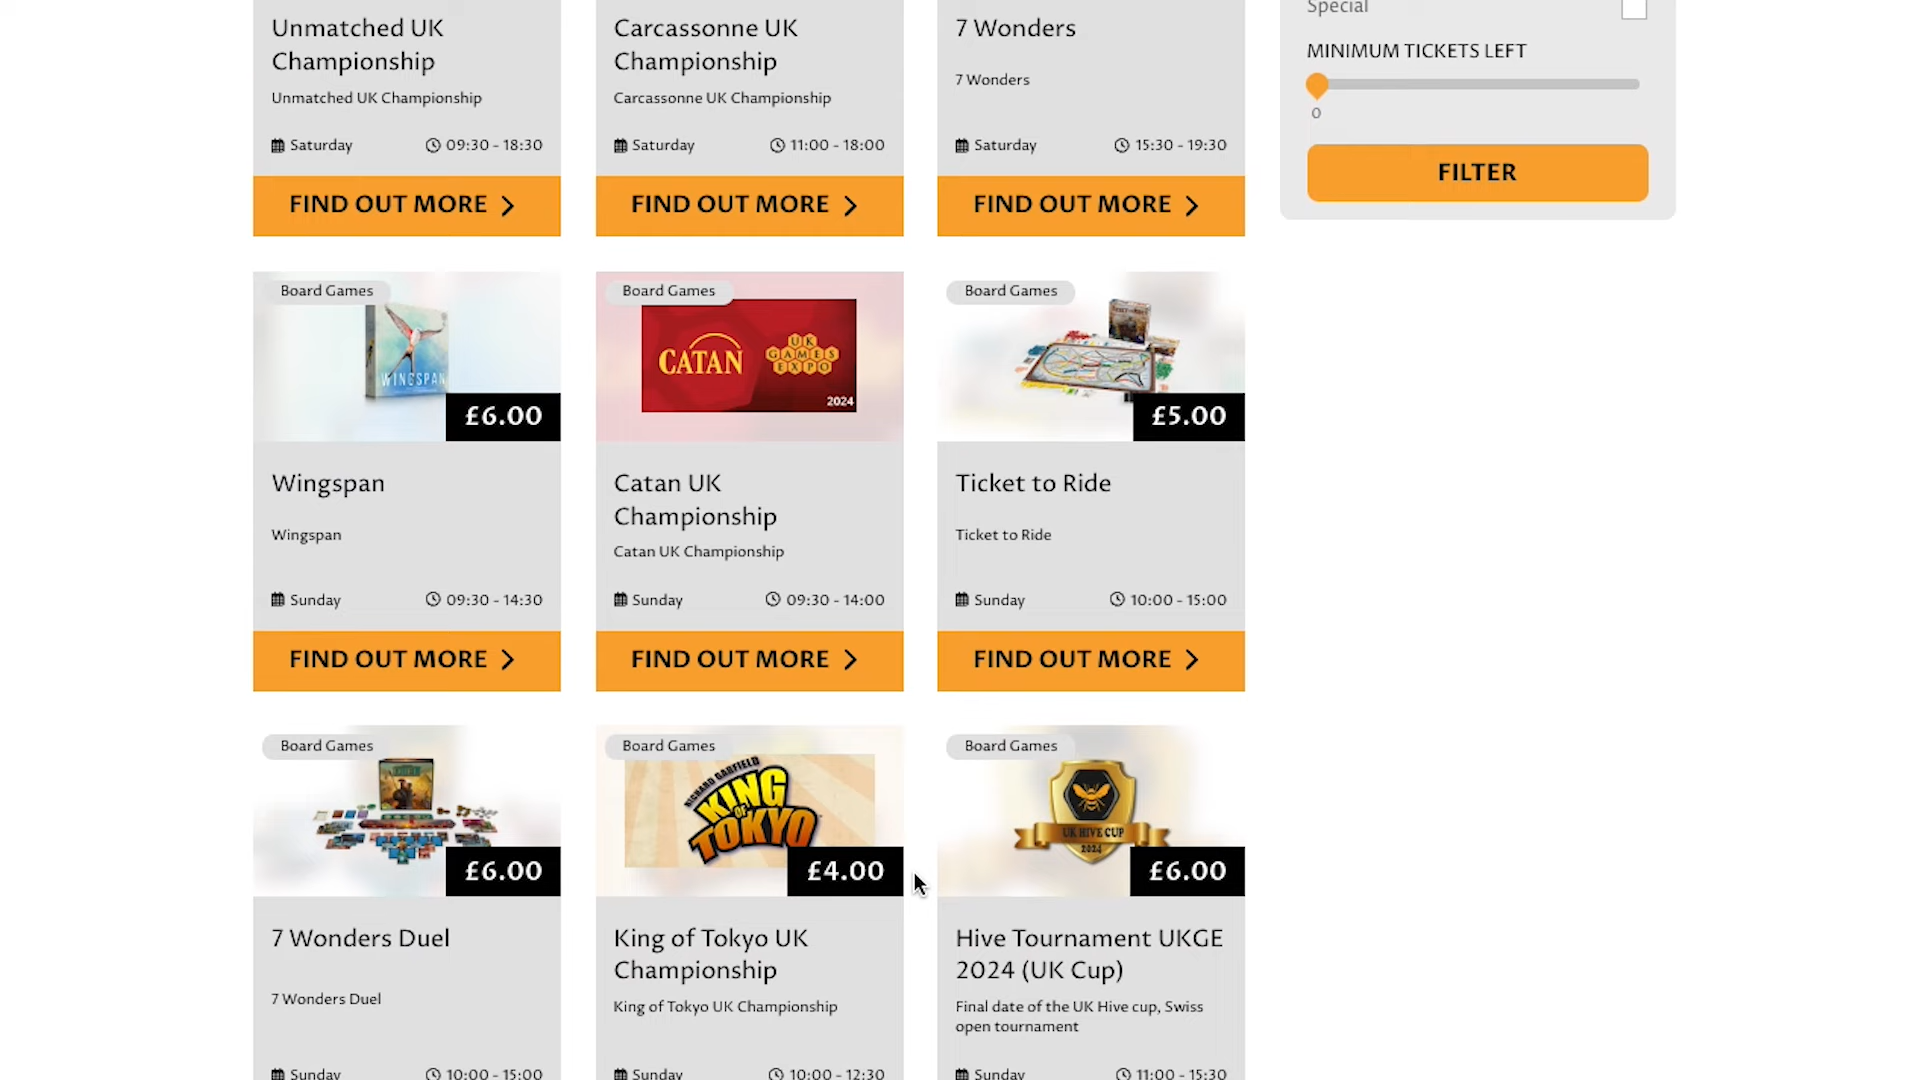 Special
MINIMUM TICKETS LEFT
0
FILTER
Unmatched UK
Championship
Unmatched UK Championship
Saturday
09:30 - 18:30
FIND OUT MORE
Carcassonne UK
Championship
Carcassonne UK Championship
Saturday
11:00 - 18:00
FIND OUT MORE
7 Wonders
7 Wonders
Saturday
15:30 - 19:30
FIND OUT MORE
Board Games
WINGSPAN
£6.00
Wingspan
Wingspan
Sunday
09:30 - 14:30
FIND OUT MORE
Board Games
CATAN
UK
GAMES
EXPO
2024
Catan UK
Championship
Catan UK Championship
Sunday
09:30 - 14:00
FIND OUT MORE
Board Games
£5.00
Ticket to Ride
Ticket to Ride
Sunday
10:00 - 15:00
FIND OUT MORE
Board Games
£6.00
7 Wonders Duel
7 Wonders Duel
Sunday
10:00 - 15:00
Board Games
RICHARD GARFIELD
KING
OF
TOKYO
£4.00
King of Tokyo UK
Championship
King of Tokyo UK Championship
Sunday
10:00 - 12:30
Board Games
UK HIVE CUP
2024
£6.00
Hive Tournament UKGE
2024 (UK Cup)
Final date of the UK Hive cup, Swiss
open tournament
Sunday
11:00 - 15:30